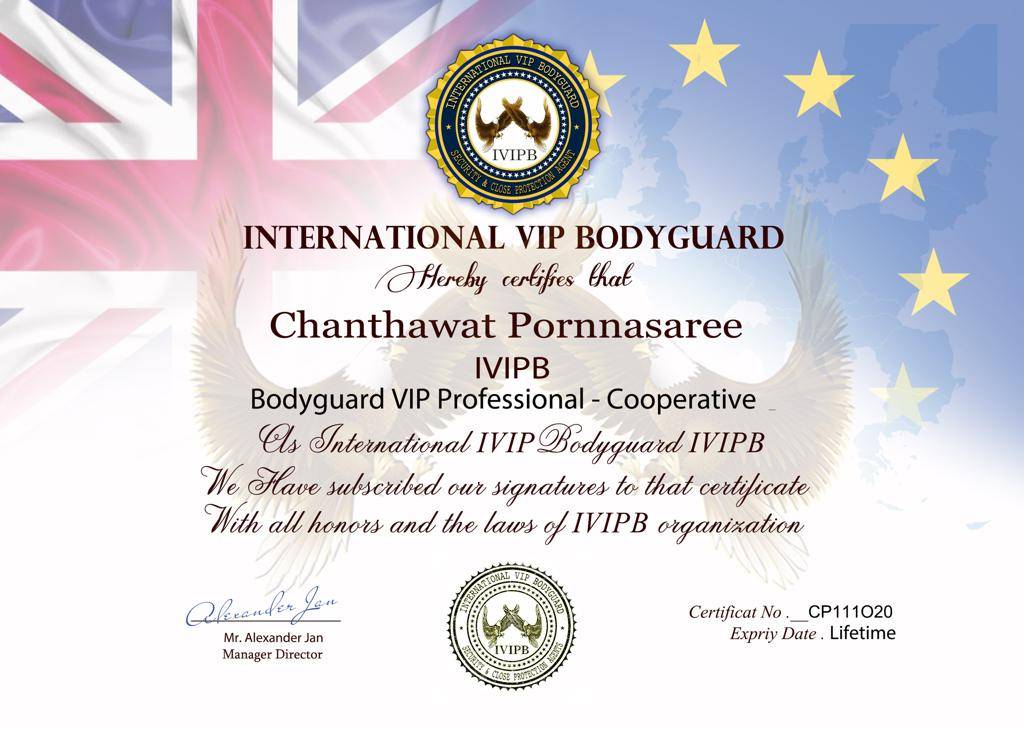 INTERNATIONAL VIP BODYGUARD
IVIPB
SECURITY & CLOSE PROTECTION AGENT
INTERNATIONAL VIP BODYGUARD
Hereby certifies that
Chanthawat Pornnasaree
IVIPB
Bodyguard VIP Professional - Cooperative _
As International IVIP Bodyguard IVIPB
We Have subscribed our signatures to that certificate
With all honors and the laws of IVIPB organization
Alexander Jan
Mr. Alexander Jan
Manager Director
INTERNATIONAL VIP BODYGUARD
IVIPB
SECURITY & CLOSE PROTECTION AGENTS
Certificat No .__CP111O20
Expriy Date . Lifetime